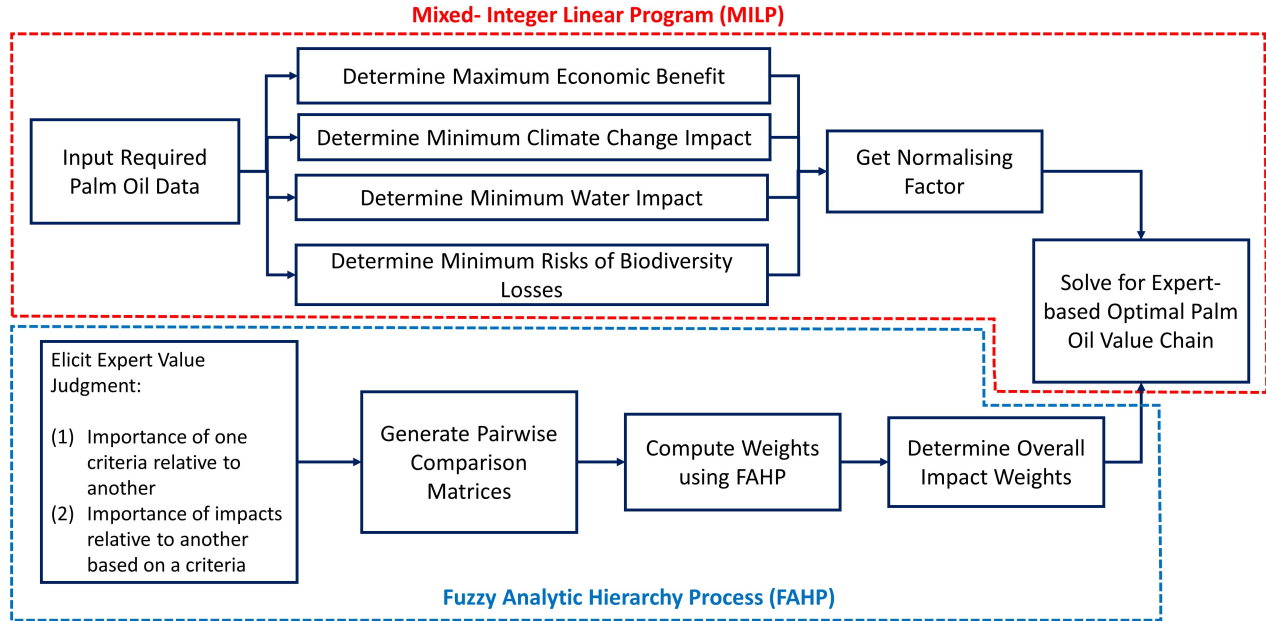 Mixed- Integer Linear Program (MILP)
Input Required
Palm Oil Data
Determine Maximum Economic Benefit
Determine Minimum Climate Change Impact
Determine Minimum Water Impact
Determine Minimum Risks of Biodiversity
Losses
Get Normalising
Factor
Solve for Expert-
based Optimal Palm
Oil Value Chain
Elicit Expert Value
Judgment:
(1) Importance of one
criteria relative to
another
(2) Importance of impacts
relative to another
based on a criteria
Generate Pairwise
Comparison
Matrices
Compute Weights
using FAHP
Determine Overall
Impact Weights
Fuzzy Analytic Hierarchy Process (FAHP)